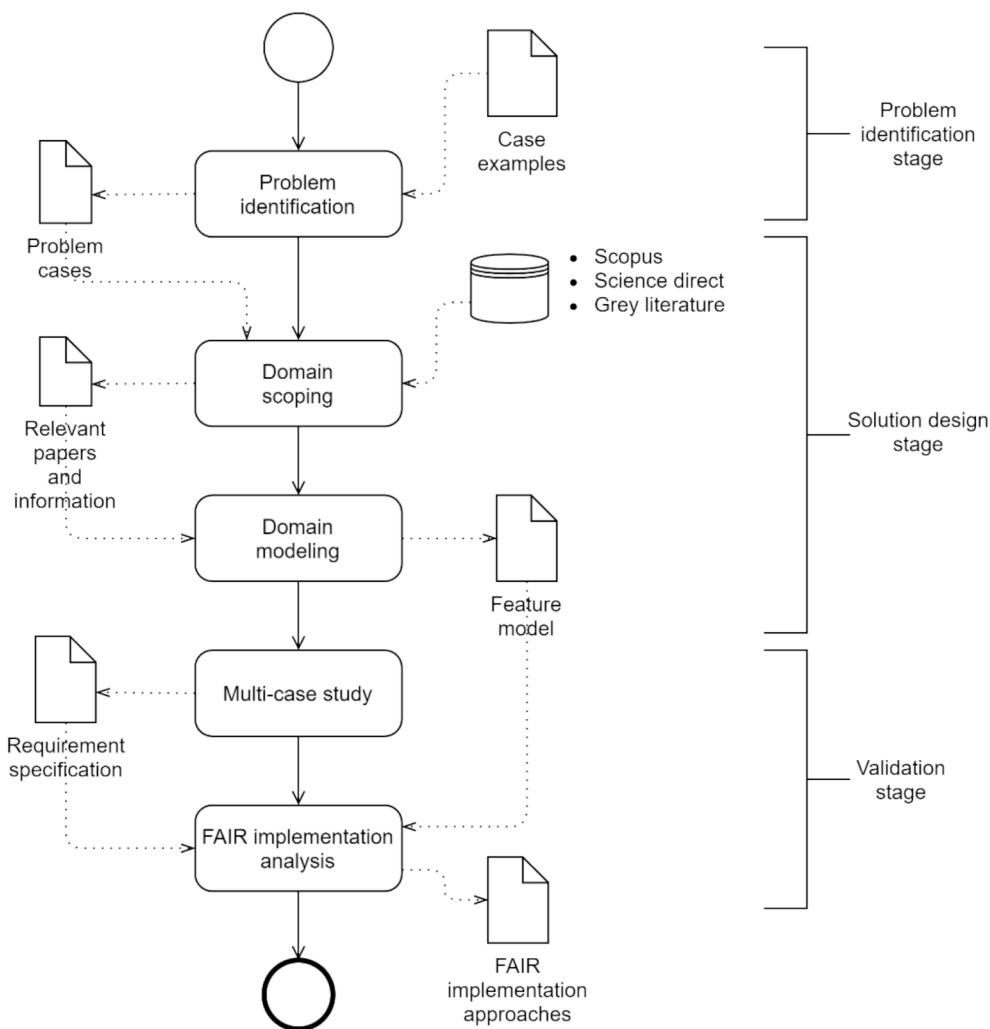 Case
examples
Problem
identification
stage
Problem
identification
Problem
cases
• Scopus
• Science direct
• Grey literature
Domain
scoping
Relevant
papers
and
information
Solution design
stage
Domain
modeling
Feature
model
Multi-case study
Requirement
specification
Validation
stage
FAIR implementation
analysis
FAIR
implementation
approaches